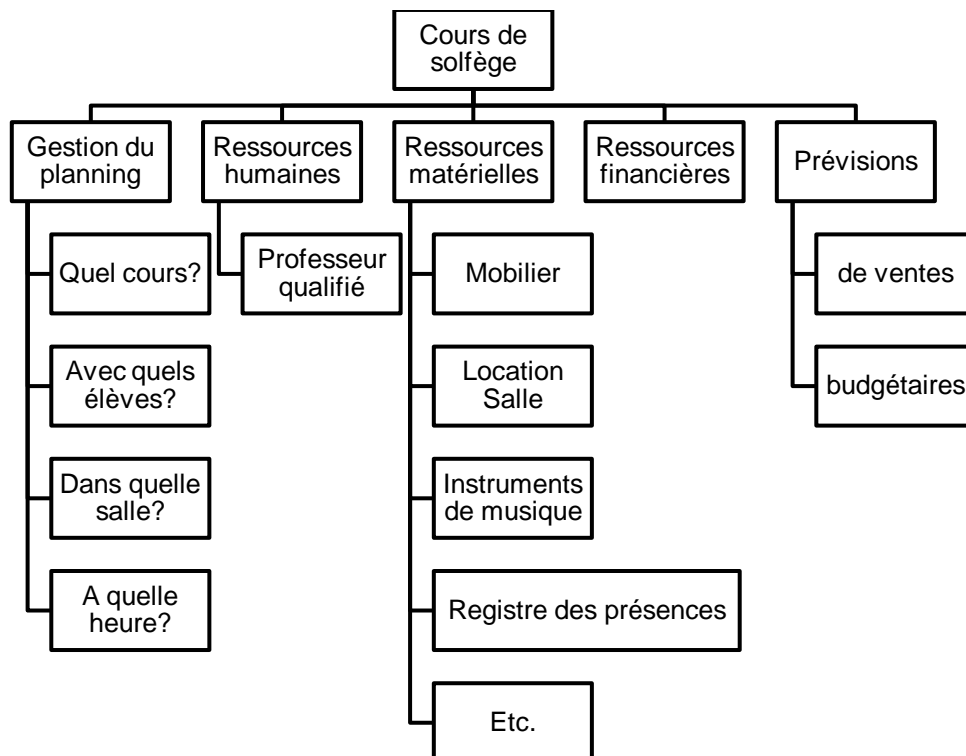 Cours de
solfège
Gestion du
planning
Ressources
humaines
Ressources
matérielles
Ressources
financières
Prévisions
Quel cours?
Avec quels
élèves?
Dans quelle
salle?
A quelle
heure?
Professeur
qualifié
Mobilier
Location
Salle
Instruments
de musique
Registre des présences
Etc.
de ventes
budgétaires